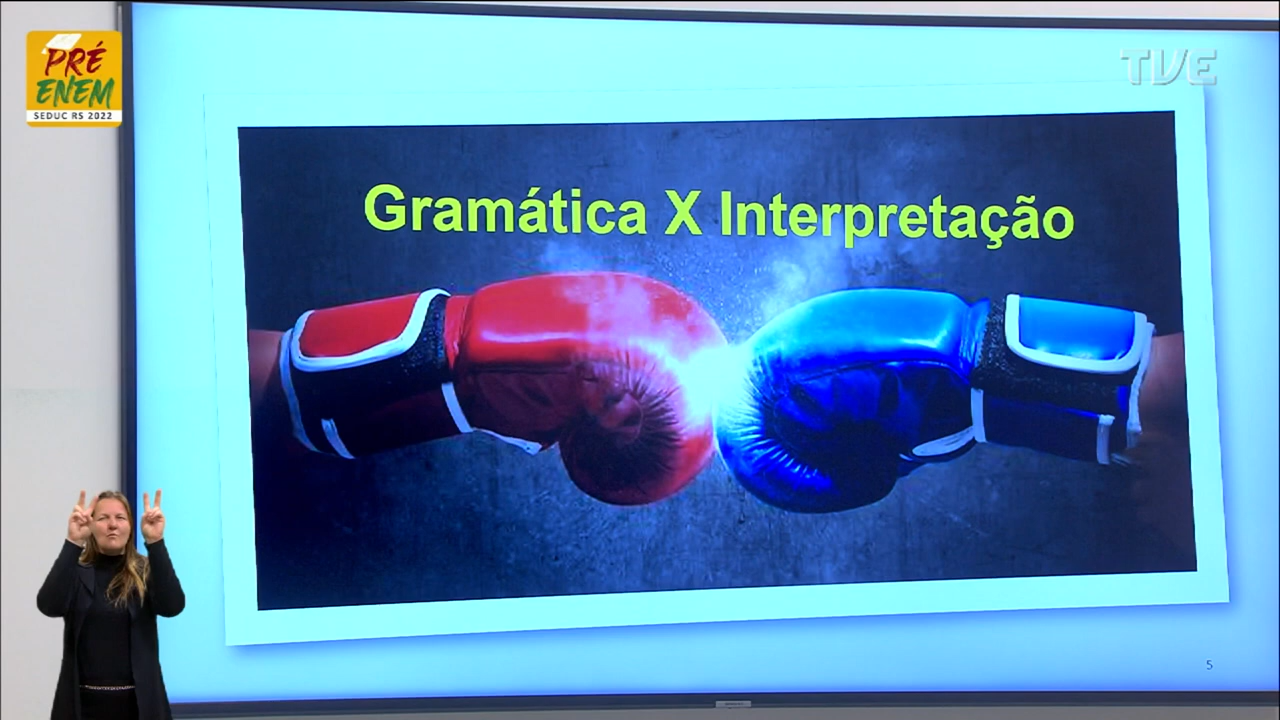 PRÉ
ENEM
SEDUC RS 2022
TVE
Gramática X Interpretação
5